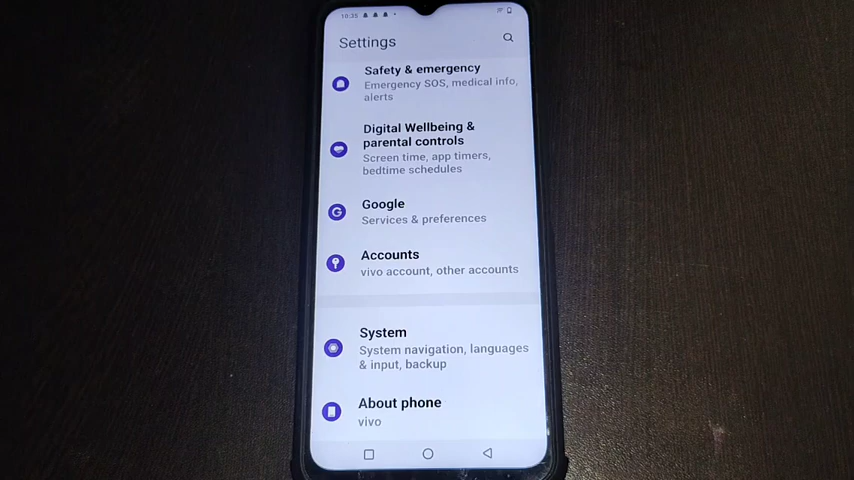 10:35
Settings
Safety & emergency
Emergency SOS, medical info,
alerts
Digital Wellbeing &
parental controls
Screen time, app timers,
bedtime schedules
Google
Services & preferences
Accounts
vivo account, other accounts
System
System navigation, languages
& input, backup
About phone
vivo